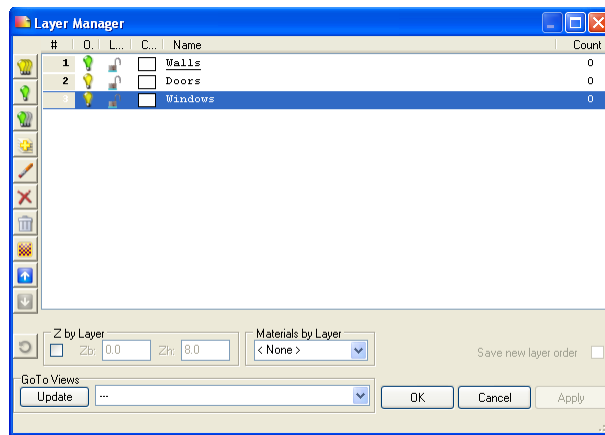 Layer Manager
# O. L... C... Name Count
1 Walls 0
2 Doors 0
3 Windows 0
Z by Layer
Zb: 0.0 Zh: 8.0
Materials by Layer
< None >
Save new layer order
GoTo Views
Update --- OK Cancel Apply